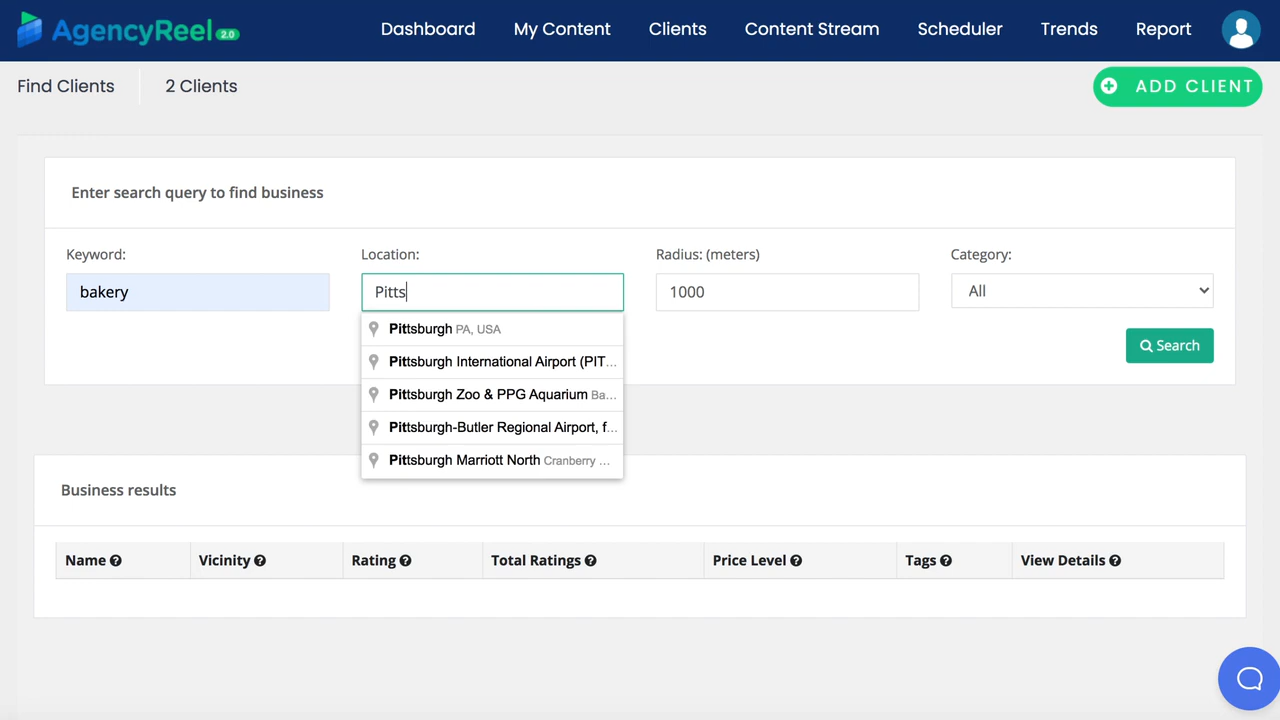 AgencyReel 2.0
Dashboard My Content Clients Content Stream Scheduler Trends Report
Find Clients 2 Clients ADD CLIENT
Enter search query to find business
Keyword: Location: Radius: (meters) Category:
bakery Pitts 1000 All
Pittsburgh PA, USA
Search
Pittsburgh International Airport (PIT...
Pittsburgh Zoo & PPG Aquarium Ba...
Pittsburgh-Butler Regional Airport, f...
Pittsburgh Marriott North Cranberry ...
Business results
Name Vicinity Rating Total Ratings Price Level Tags View Details